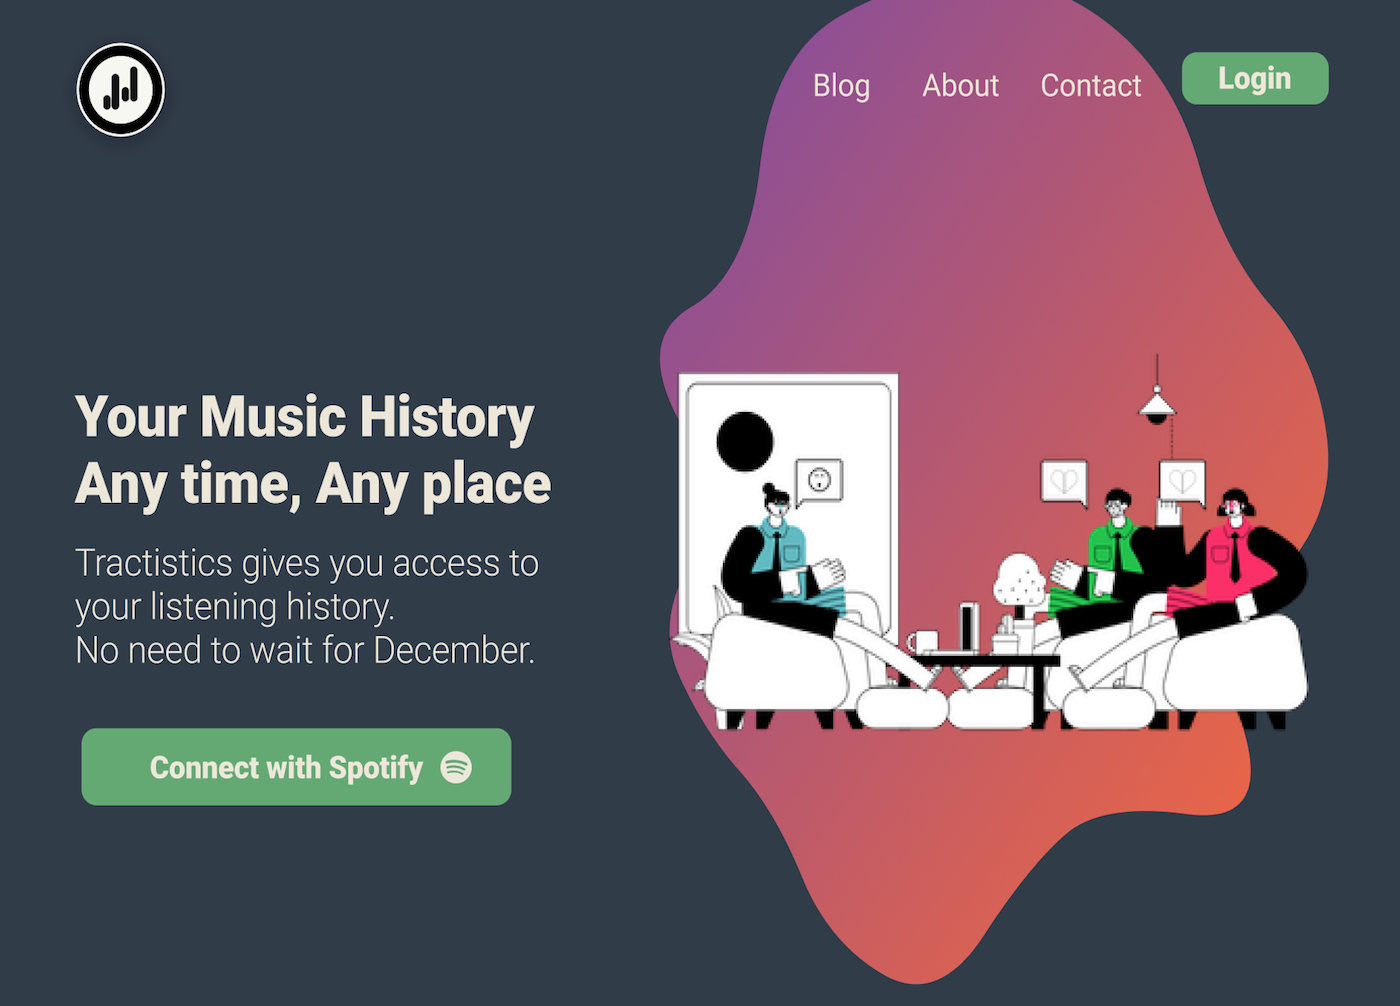 Blog About Contact Login
Your Music History
Any time, Any place
Tractistics gives you access to
your listening history.
No need to wait for December.
Connect with Spotify